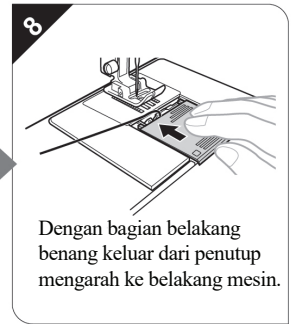 8
Dengan bagian belakang
benang keluar dari penutup
mengarah ke belakang mesin.